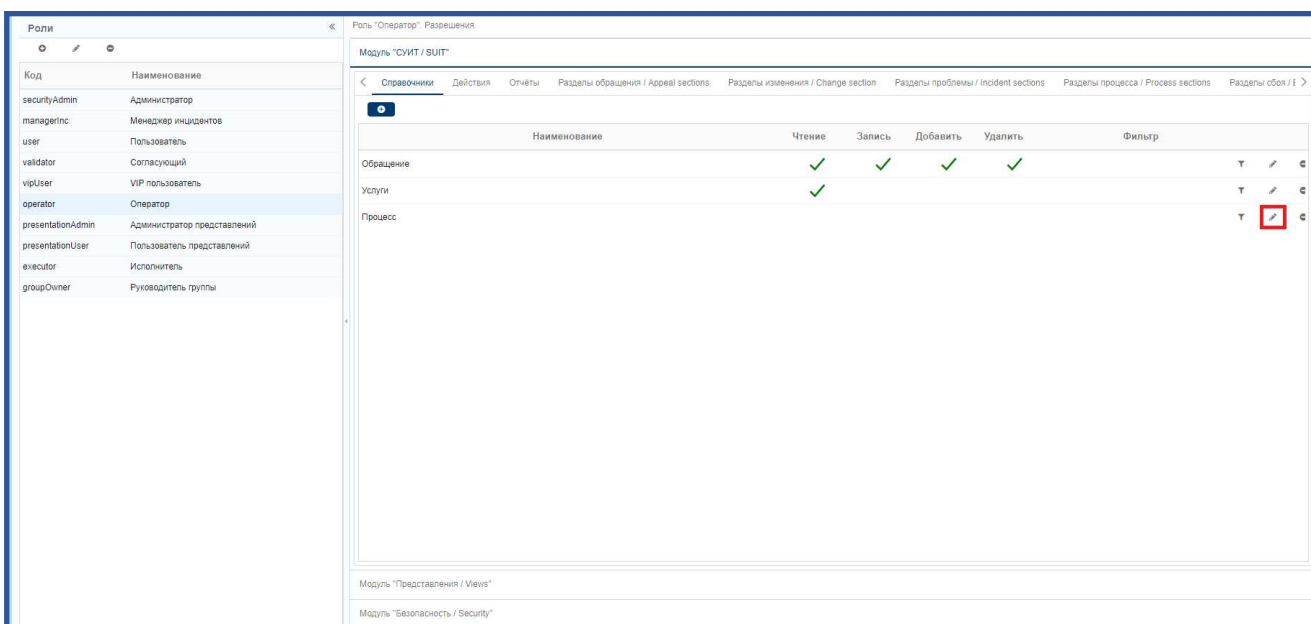 Роли
Код Наименование
securityAdmin Администратор
managerInc Менеджер инцидентов
user Пользователь
validator Согласующий
vipUser VIP пользователь
operator Оператор
presentationAdmin Администратор представлений
presentationUser Пользователь представлений
executor Исполнитель
groupOwner Руководитель группы
Роль "Оператор". Разрешения
Модуль "СУИТ / SUIT"
Справочники Действия Отчёты Разделы обращения / Appeal sections Разделы изменения / Change section Разделы проблемы / Incident sections Разделы процесса / Process sections Разделы сбоя /
Наименование Чтение Запись Добавить Удалить Фильтр
Обращение
Услуги
Процесс
Модуль "Представления / Views"
Модуль "Безопасность / Security"